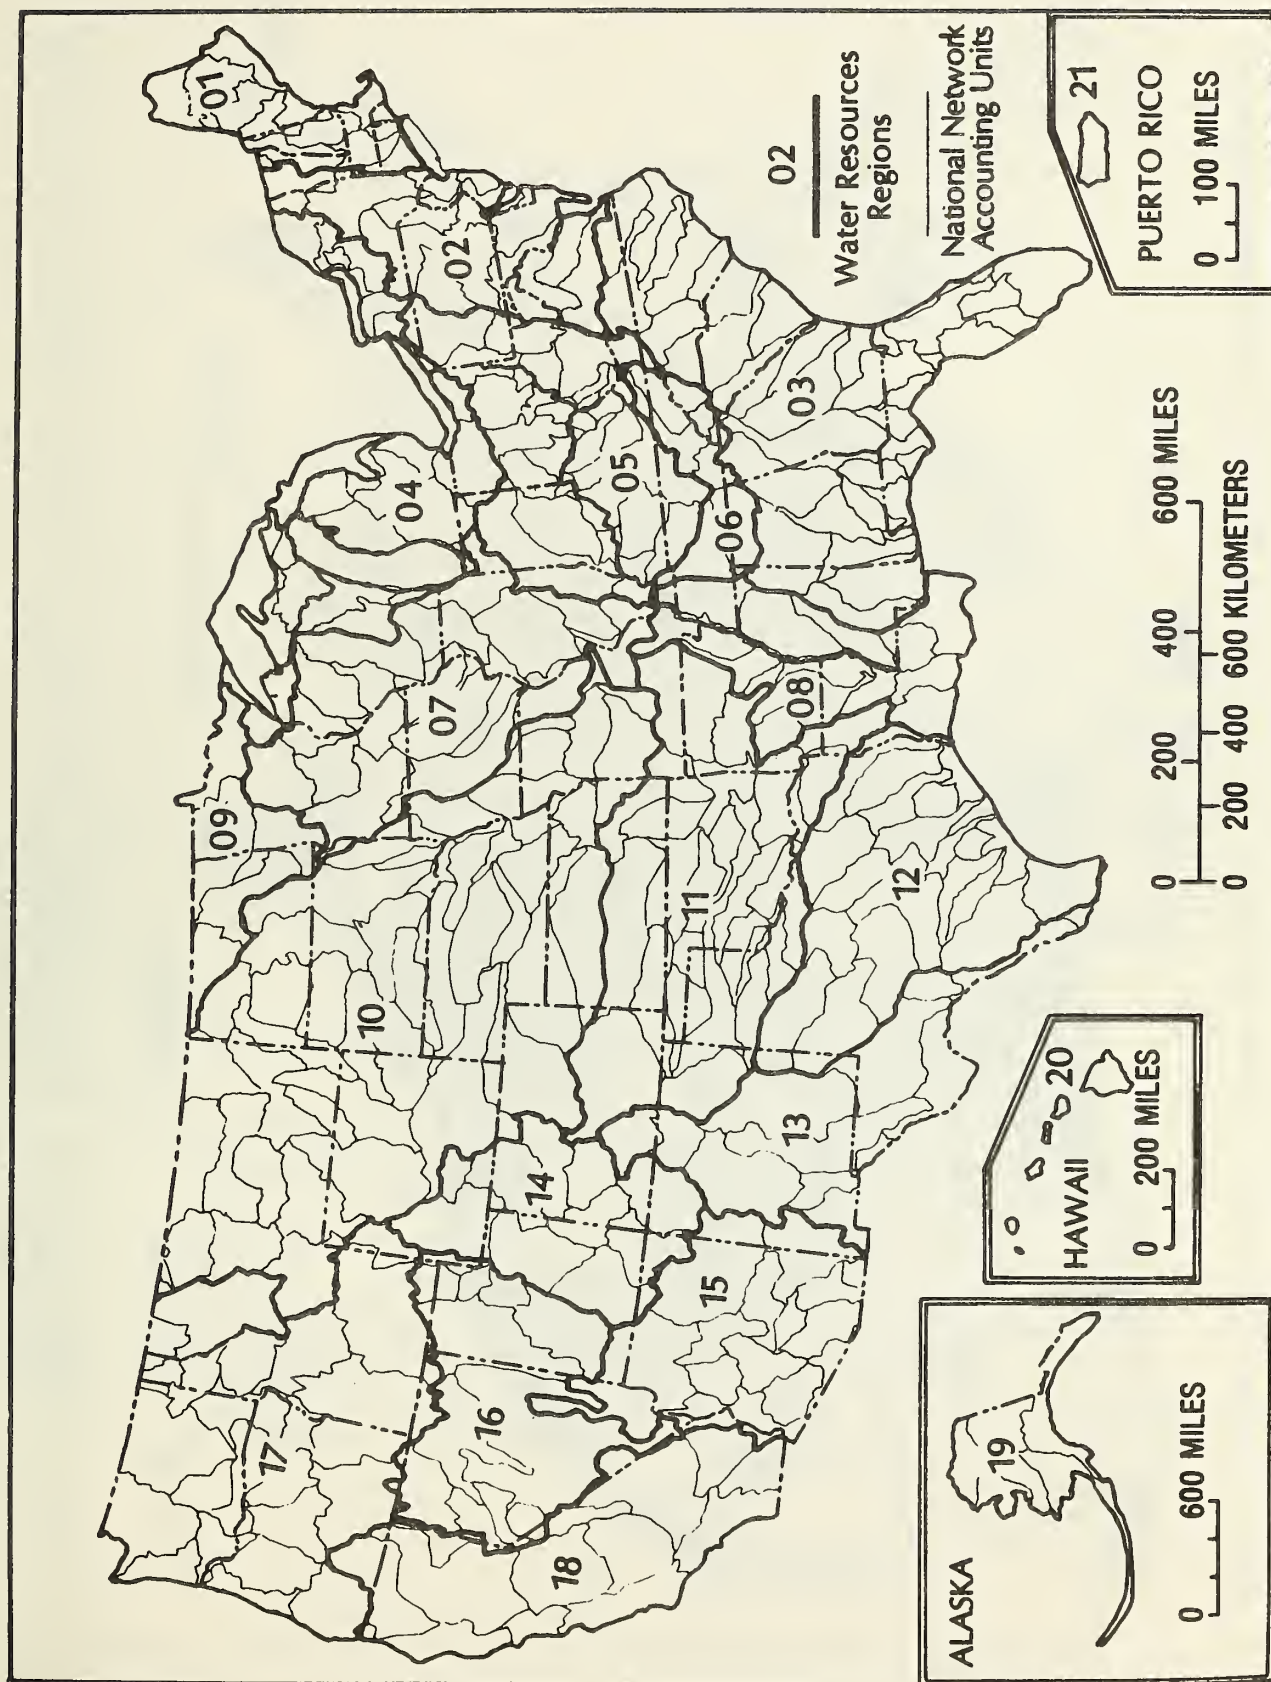 01
02
03
04
05
06
07
08
09
10
11
12
13
14
15
16
17
18
02
Water Resources
Regions
National Network
Accounting Units
ALASKA
19
0 600 MILES
HAWAII
20
0 200 MILES
0 200 400 600 MILES
0 200 400 600 KILOMETERS
PUERTO RICO
21
0 100 MILES